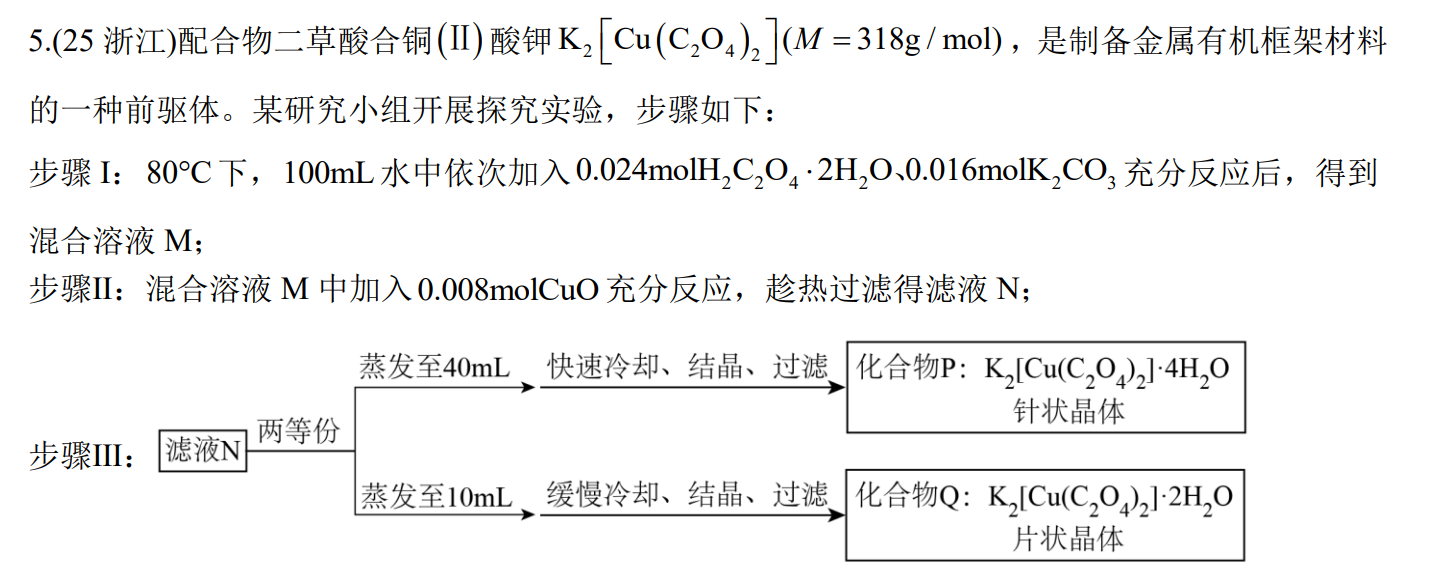 5.(25 浙江)配合物二草酸合铜(Ⅱ)酸钾K₂[Cu(C₂O₄)₂](M = 318g / mol)，是制备金属有机框架材料
的一种前驱体。某研究小组开展探究实验，步骤如下：
步骤 I：80°C下，100mL水中依次加入0.024molH₂C₂O₄·2H₂O、0.016molK₂CO₃充分反应后，得到
混合溶液 M；
步骤Ⅱ：混合溶液 M 中加入0.008molCuO充分反应，趁热过滤得滤液 N；
步骤Ⅲ：
滤液N
两等份
蒸发至40mL
快速冷却、结晶、过滤
化合物P：K₂[Cu(C₂O₄)₂]·4H₂O
针状晶体
蒸发至10mL
缓慢冷却、结晶、过滤
化合物Q：K₂[Cu(C₂O₄)₂]·2H₂O
片状晶体